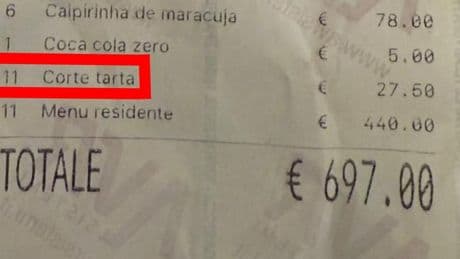 6 Caipirinha de maracuja € 78.00
1 Coca cola zero € 5.00
11 Corte tarta € 27.50
11 Menu residente € 440.00
TOTALE € 697.00